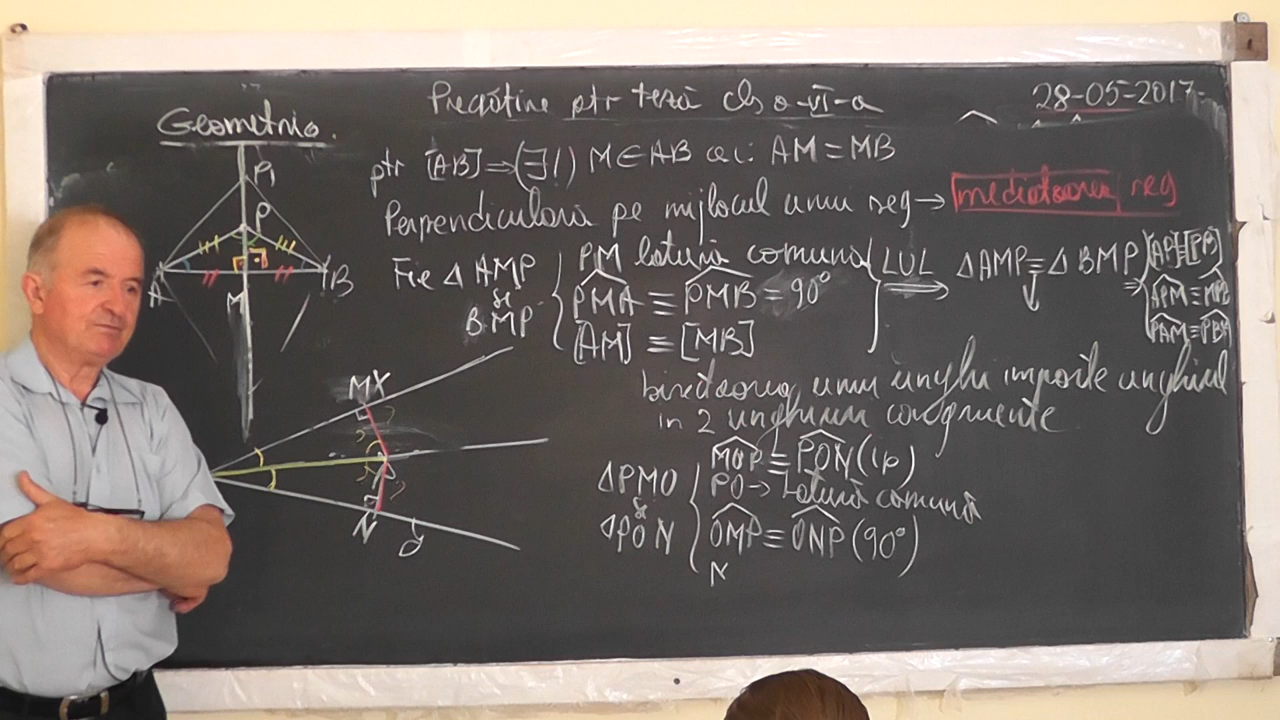 Pregătire ptr teză cls a-VI-a
28-05-2017
Geometrie.
ptr [AB] ⇒ (∃!) M ∈ AB a.î. AM ≡ MB
Perpendiculara pe mijlocul unui seg → mediatoarea seg
P₁
P
A
M
B
Fie Δ AMP
și
BMP
PM latură comună
PMA ≡ PMB = 90°
[AM] ≡ [MB]
LUL
⇒
ΔAMP ≡ Δ BMP
⇒
[AP] ≡ [PB]
APM ≡ MPB
PAM ≡ PBM
bisectoarea unui unghi împarte unghiul
in 2 unghiuri congruente
M X
P
N
ΔPMO
și
ΔPON
MOP ≡ PON (ip)
PO → Latură comună
OMP ≡ ONP (90°)
N